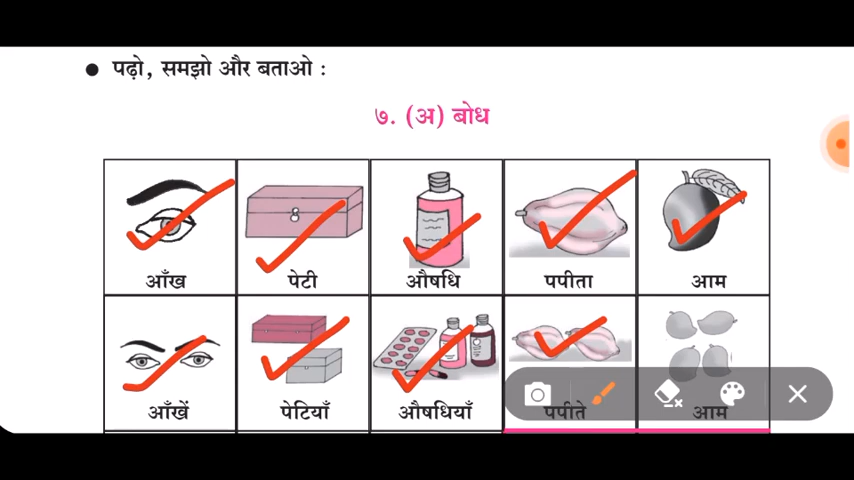 ● पढ़ो, समझो और बताओ :
७. (अ) बोध
आँख पेटी औषधि पपीता आम
आँखें पेटियाँ औषधियाँ पपीते आम